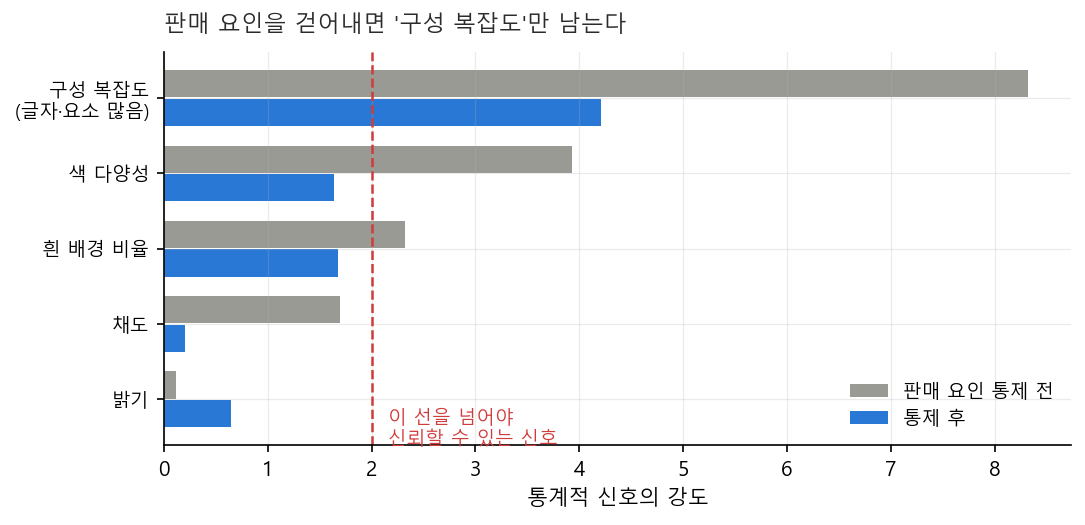 판매 요인을 걷어내면 '구성 복잡도'만 남는다
구성 복잡도
(글자·요소 많음)
색 다양성
흰 배경 비율
채도
밝기
이 선을 넘어야
신뢰할 수 있는 신호
판매 요인 통제 전
통제 후
0 1 2 3 4 5 6 7 8
통계적 신호의 강도